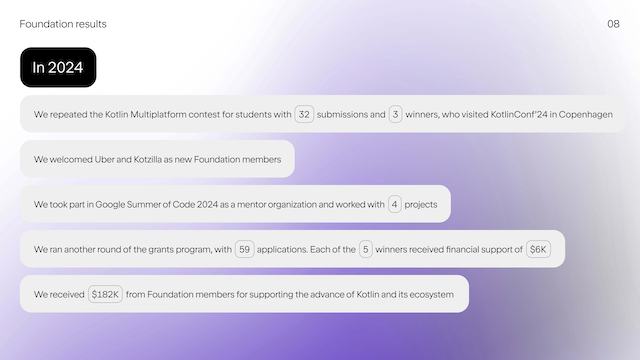 Foundation results
08
In 2024
We repeated the Kotlin Multiplatform contest for students with 32 submissions and 3 winners, who visited KotlinConf'24 in Copenhagen
We welcomed Uber and Kotzilla as new Foundation members
We took part in Google Summer of Code 2024 as a mentor organization and worked with 4 projects
We ran another round of the grants program, with 59 applications. Each of the 5 winners received financial support of $6K
We received $182K from Foundation members for supporting the advance of Kotlin and its ecosystem